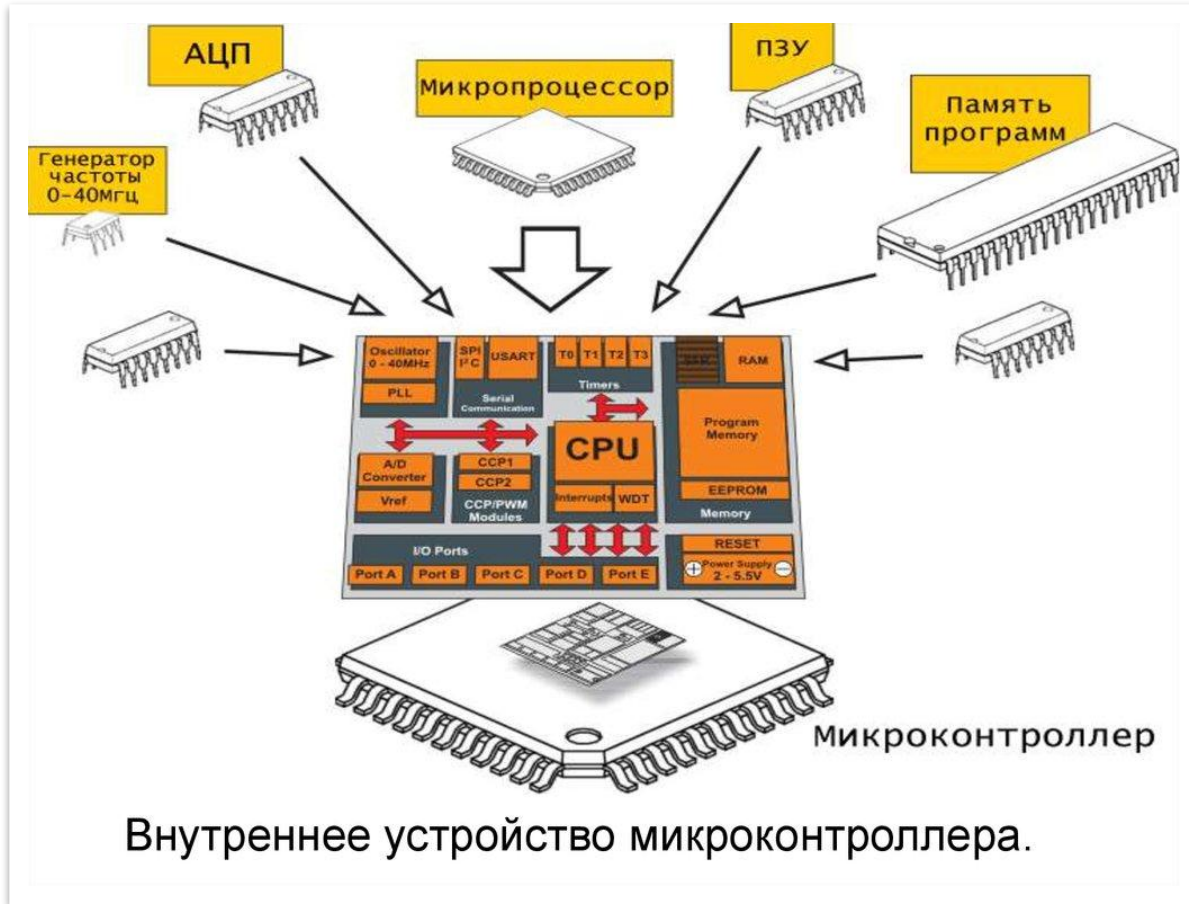 АЦП
Микропроцессор
ПЗУ
Память
программ
Генератор
частоты
0-40Мгц
Oscillator
0 - 40MHz
PLL
SPI
I²C
USART
Serial
Communication
T0
T1
T2
T3
Timers
RAM
Program
Memory
EEPROM
Memory
A/D
Converter
Vref
CCP1
CCP2
CCP/PWM
Modules
CPU
Interrupts
WDT
I/O Ports
Port A
Port B
Port C
Port D
Port E
RESET
Power Supply
2 - 5.5V
Микроконтроллер
Внутреннее устройство микроконтроллера.